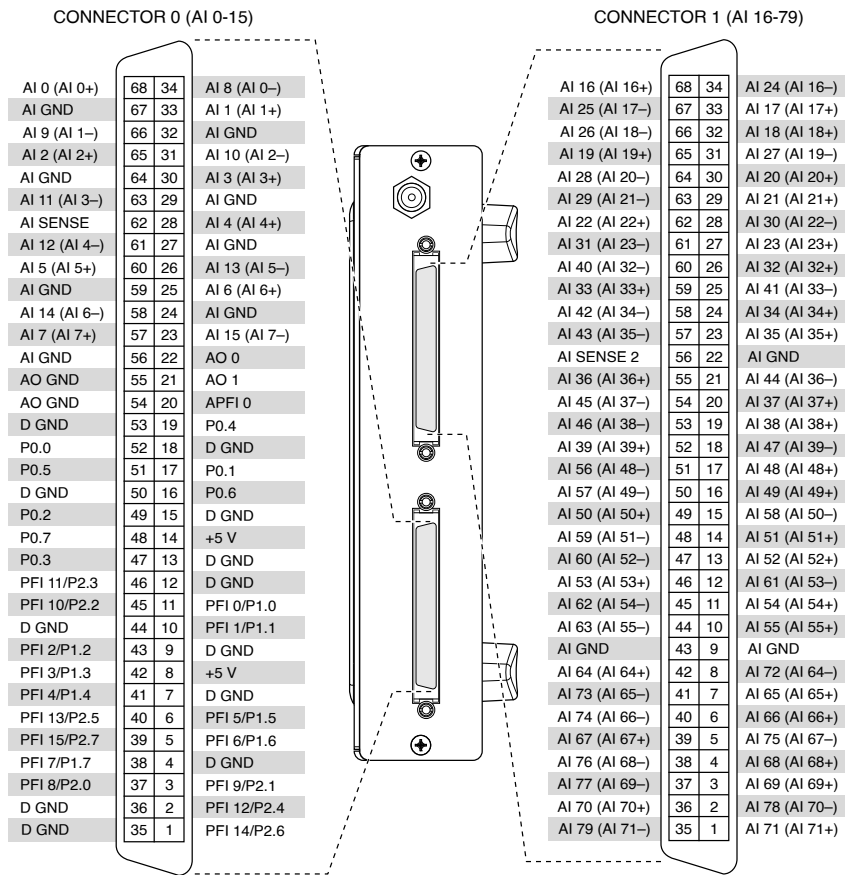 CONNECTOR 0 (AI 0-15)
AI 0 (AI 0+) 68 34 AI 8 (AI 0–)
AI GND 67 33 AI 1 (AI 1+)
AI 9 (AI 1–) 66 32 AI GND
AI 2 (AI 2+) 65 31 AI 10 (AI 2–)
AI GND 64 30 AI 3 (AI 3+)
AI 11 (AI 3–) 63 29 AI GND
AI SENSE 62 28 AI 4 (AI 4+)
AI 12 (AI 4–) 61 27 AI GND
AI 5 (AI 5+) 60 26 AI 13 (AI 5–)
AI GND 59 25 AI 6 (AI 6+)
AI 14 (AI 6–) 58 24 AI GND
AI 7 (AI 7+) 57 23 AI 15 (AI 7–)
AI GND 56 22 AO 0
AO GND 55 21 AO 1
AO GND 54 20 APFI 0
D GND 53 19 P0.4
P0.0 52 18 D GND
P0.5 51 17 P0.1
D GND 50 16 P0.6
P0.2 49 15 D GND
P0.7 48 14 +5 V
P0.3 47 13 D GND
PFI 11/P2.3 46 12 D GND
PFI 10/P2.2 45 11 PFI 0/P1.0
D GND 44 10 PFI 1/P1.1
PFI 2/P1.2 43 9 D GND
PFI 3/P1.3 42 8 +5 V
PFI 4/P1.4 41 7 D GND
PFI 13/P2.5 40 6 PFI 5/P1.5
PFI 15/P2.7 39 5 PFI 6/P1.6
PFI 7/P1.7 38 4 D GND
PFI 8/P2.0 37 3 PFI 9/P2.1
D GND 36 2 PFI 12/P2.4
D GND 35 1 PFI 14/P2.6
CONNECTOR 1 (AI 16-79)
AI 16 (AI 16+) 68 34 AI 24 (AI 16–)
AI 25 (AI 17–) 67 33 AI 17 (AI 17+)
AI 26 (AI 18–) 66 32 AI 18 (AI 18+)
AI 19 (AI 19+) 65 31 AI 27 (AI 19–)
AI 28 (AI 20–) 64 30 AI 20 (AI 20+)
AI 29 (AI 21–) 63 29 AI 21 (AI 21+)
AI 22 (AI 22+) 62 28 AI 30 (AI 22–)
AI 31 (AI 23–) 61 27 AI 23 (AI 23+)
AI 40 (AI 32–) 60 26 AI 32 (AI 32+)
AI 33 (AI 33+) 59 25 AI 41 (AI 33–)
AI 42 (AI 34–) 58 24 AI 34 (AI 34+)
AI 43 (AI 35–) 57 23 AI 35 (AI 35+)
AI SENSE 2 56 22 AI GND
AI 36 (AI 36+) 55 21 AI 44 (AI 36–)
AI 45 (AI 37–) 54 20 AI 37 (AI 37+)
AI 46 (AI 38–) 53 19 AI 38 (AI 38+)
AI 39 (AI 39+) 52 18 AI 47 (AI 39–)
AI 56 (AI 48–) 51 17 AI 48 (AI 48+)
AI 57 (AI 49–) 50 16 AI 49 (AI 49+)
AI 50 (AI 50+) 49 15 AI 58 (AI 50–)
AI 59 (AI 51–) 48 14 AI 51 (AI 51+)
AI 60 (AI 52–) 47 13 AI 52 (AI 52+)
AI 53 (AI 53+) 46 12 AI 61 (AI 53–)
AI 62 (AI 54–) 45 11 AI 54 (AI 54+)
AI 63 (AI 55–) 44 10 AI 55 (AI 55+)
AI GND 43 9 AI GND
AI 64 (AI 64+) 42 8 AI 72 (AI 64–)
AI 73 (AI 65–) 41 7 AI 65 (AI 65+)
AI 74 (AI 66–) 40 6 AI 66 (AI 66+)
AI 67 (AI 67+) 39 5 AI 75 (AI 67–)
AI 76 (AI 68–) 38 4 AI 68 (AI 68+)
AI 77 (AI 69–) 37 3 AI 69 (AI 69+)
AI 70 (AI 70+) 36 2 AI 78 (AI 70–)
AI 79 (AI 71–) 35 1 AI 71 (AI 71+)